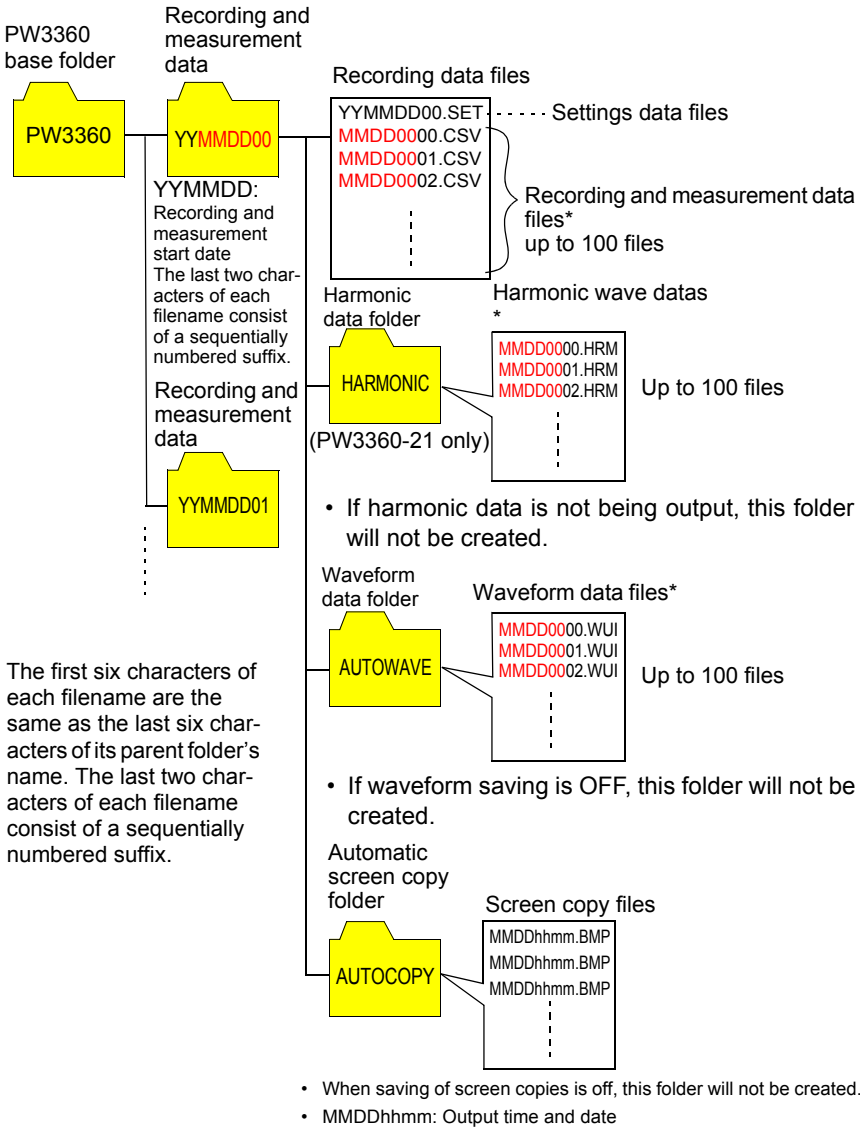 PW3360
base folder
Recording and
measurement
data
PW3360
YYMMDD00
YYMMDD:
Recording and
measurement
start date
The last two char-
acters of each
filename consist
of a sequentially
numbered suffix.
Recording and
measurement
data
YYMMDD01
The first six characters of
each filename are the
same as the last six char-
acters of its parent folder's
name. The last two char-
acters of each filename
consist of a sequentially
numbered suffix.
Recording data files
YYMMDD00.SET
Settings data files
MMDD0000.CSV
MMDD0001.CSV
MMDD0002.CSV
Recording and measurement data
files*
up to 100 files
Harmonic
data folder
HARMONIC
(PW3360-21 only)
Harmonic wave datas
*
MMDD0000.HRM
MMDD0001.HRM
MMDD0002.HRM
Up to 100 files
• If harmonic data is not being output, this folder
will not be created.
Waveform
data folder
AUTOWAVE
Waveform data files*
MMDD0000.WUI
MMDD0001.WUI
MMDD0002.WUI
Up to 100 files
• If waveform saving is OFF, this folder will not be
created.
Automatic
screen copy
folder
AUTOCOPY
Screen copy files
MMDDhhmm.BMP
MMDDhhmm.BMP
MMDDhhmm.BMP
• When saving of screen copies is off, this folder will not be created.
• MMDDhhmm: Output time and date